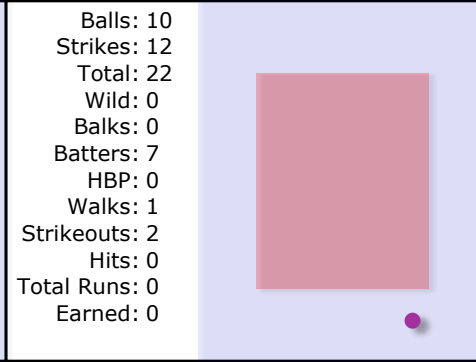 Balls: 10
Strikes: 12
Total: 22
Wild: 0
Balks: 0
Batters: 7
HBP: 0
Walks: 1
Strikeouts: 2
Hits: 0
Total Runs: 0
Earned: 0